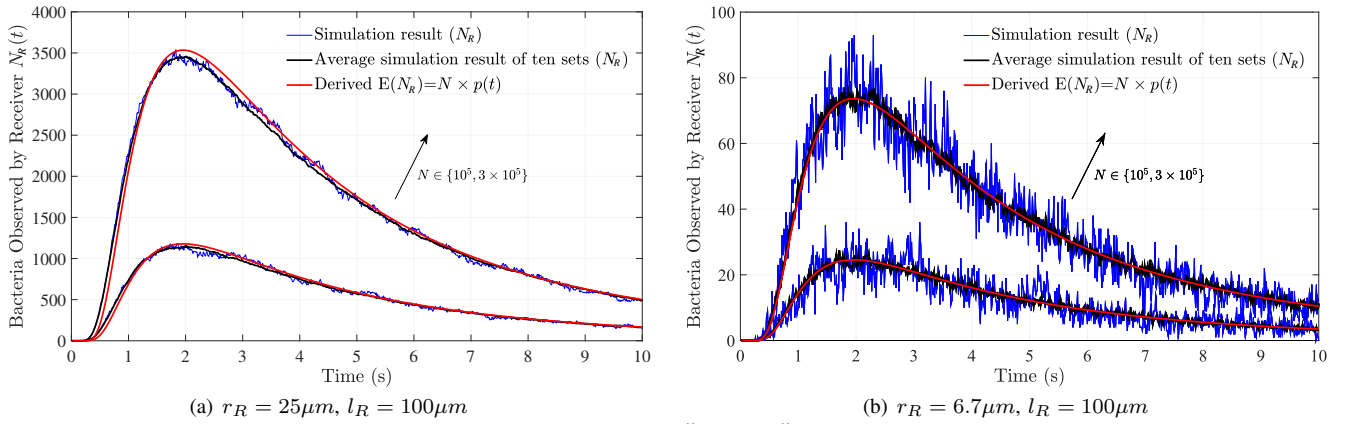 Bacteria Observed by Receiver N_R(t)
4000
3500
3000
2500
2000
1500
1000
500
0
Simulation result (N_R)
Average simulation result of ten sets (N_R)
Derived E(N_R)=N × p(t)
N ∈ {10^5, 3 × 10^5}
0 1 2 3 4 5 6 7 8 9 10
Time (s)
(a) r_R = 25μm, l_R = 100μm
Bacteria Observed by Receiver N_R(t)
100
80
60
40
20
0
Simulation result (N_R)
Average simulation result of ten sets (N_R)
Derived E(N_R)=N × p(t)
N ∈ {10^5, 3 × 10^5}
0 1 2 3 4 5 6 7 8 9 10
Time (s)
(b) r_R = 6.7μm, l_R = 100μm